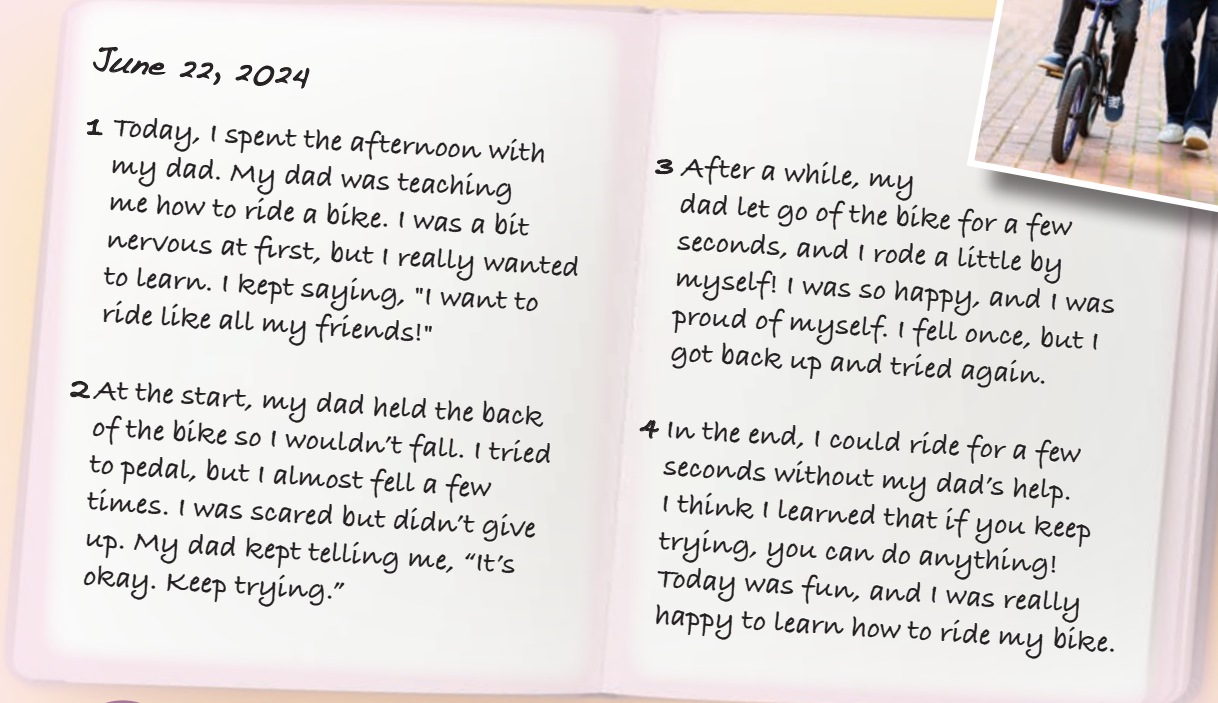 June 22, 2024
1 Today, I spent the afternoon with
my dad. My dad was teaching
me how to ride a bike. I was a bit
nervous at first, but I really wanted
to learn. I kept saying, "I want to
ride like all my friends!"
2 At the start, my dad held the back
of the bike so I wouldn't fall. I tried
to pedal, but I almost fell a few
times. I was scared but didn't give
up. My dad kept telling me, “It's
okay. Keep trying.”
3 After a while, my
dad let go of the bike for a few
seconds, and I rode a little by
myself! I was so happy, and I was
proud of myself. I fell once, but I
got back up and tried again.
4 In the end, I could ride for a few
seconds without my dad's help.
I think I learned that if you keep
trying, you can do anything!
Today was fun, and I was really
happy to learn how to ride my bike.